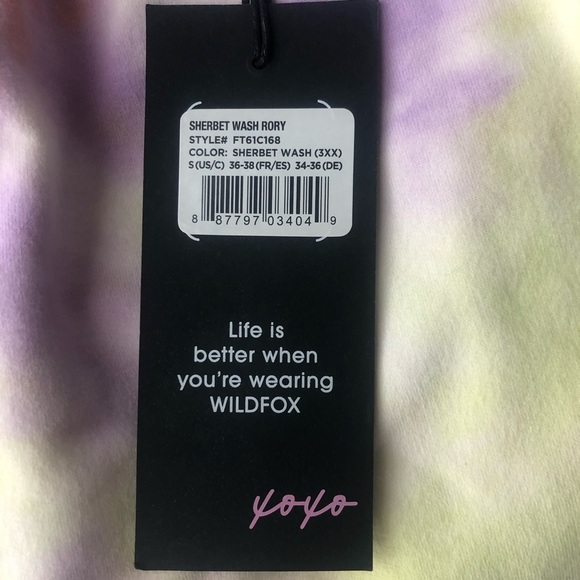 SHERBET WASH RORY
STYLE# FT61C168
COLOR: SHERBET WASH (3XX)
S(US/C) 36-38(FR/ES) 34-36(DE)
8 87797 03404 9
Life is
better when
you're wearing
WILDFOX
xoxo